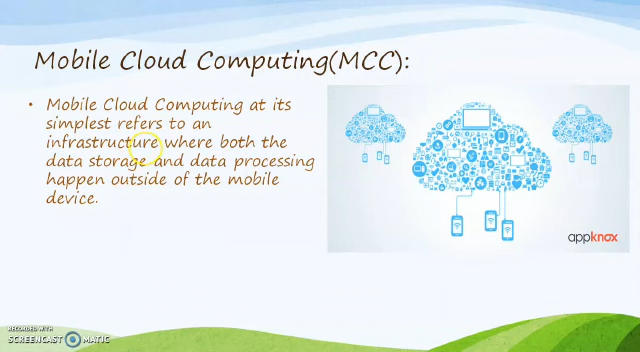 Mobile Cloud Computing(MCC):
• Mobile Cloud Computing at its
simplest refers to an
infrastructure where both the
data storage and data processing
happen outside of the mobile
device.
appknox
RECORDED WITH
SCREENCAST MATIC